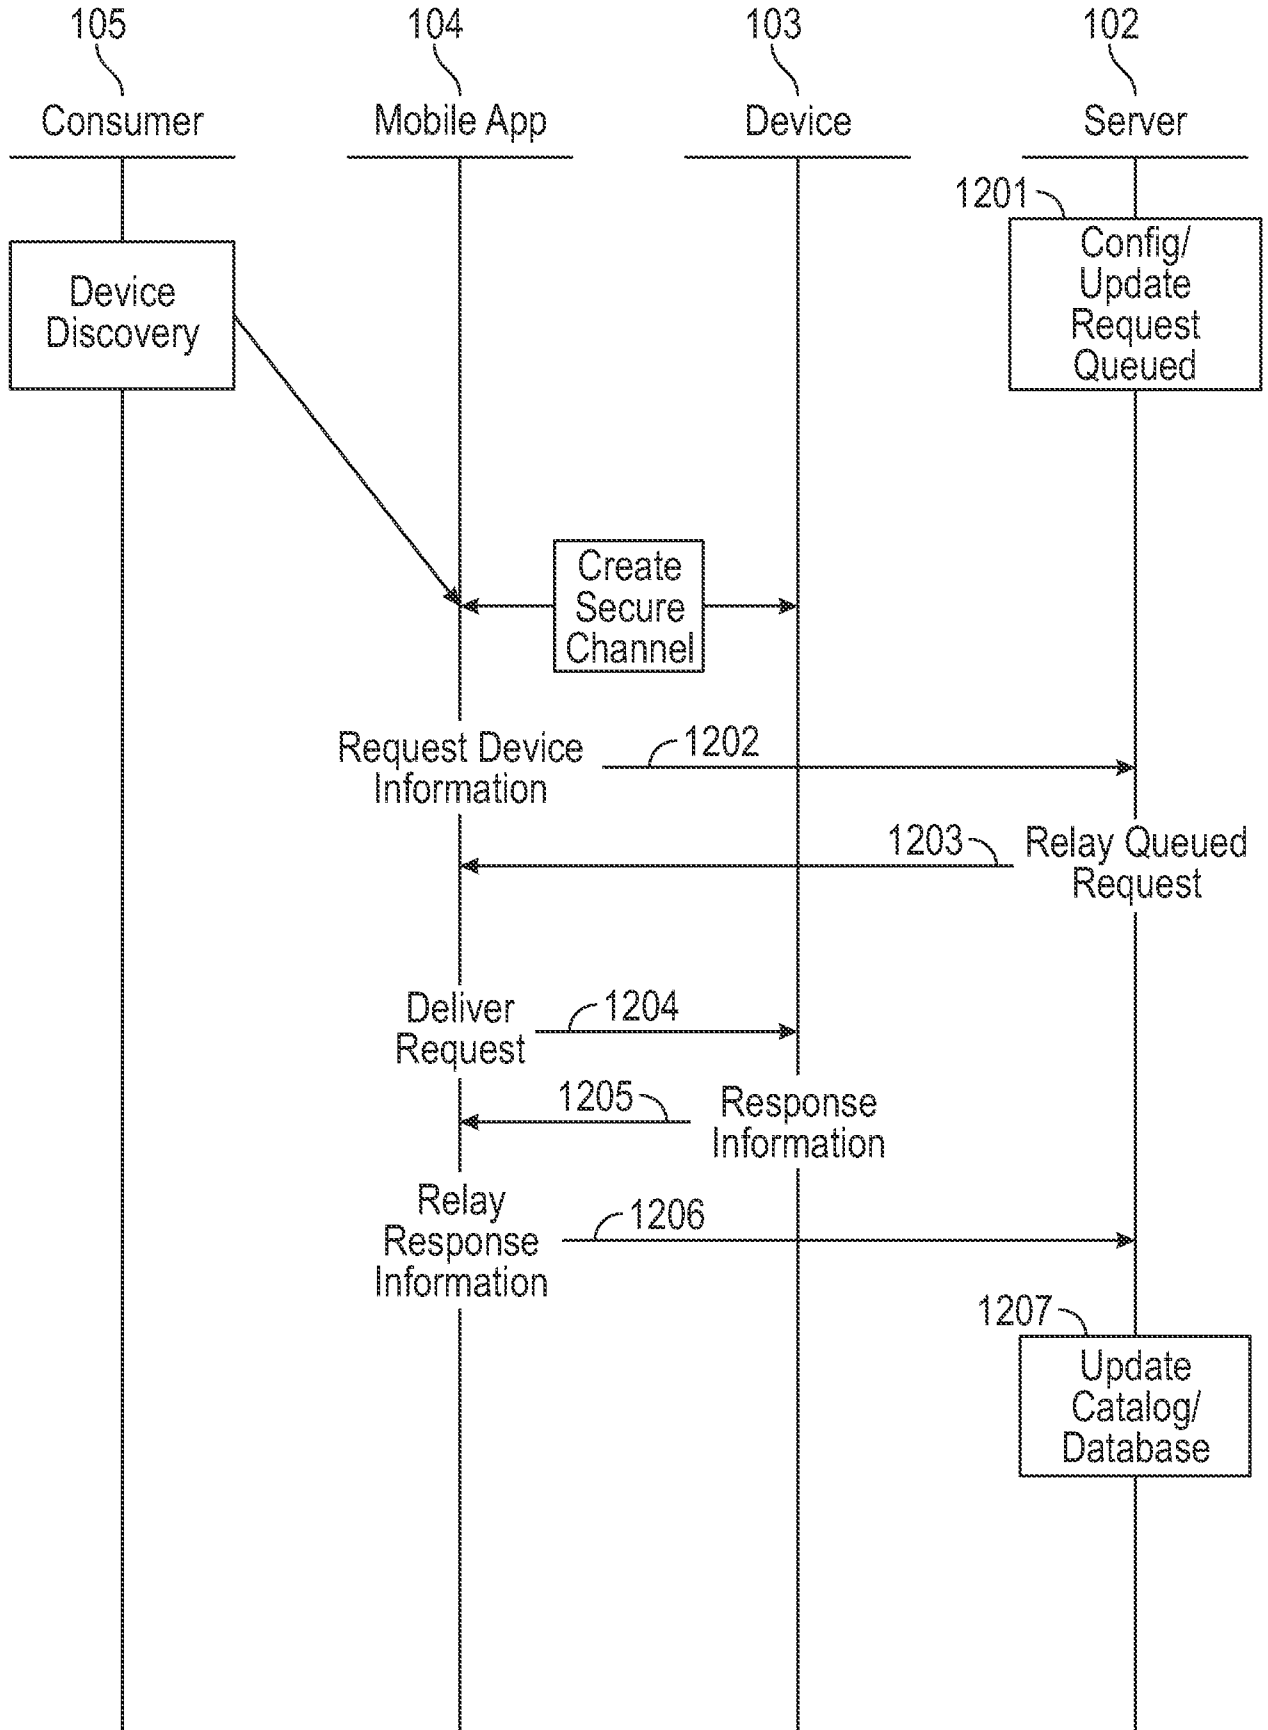 105
104
103
102
Consumer
Mobile App
Device
Server
1201
Config/
Update
Request
Queued
Device
Discovery
Create
Secure
Channel
Request Device
Information
1202
1203
Relay Queued
Request
Deliver
Request
1204
1205
Response
Information
Relay
Response
Information
1206
1207
Update
Catalog/
Database